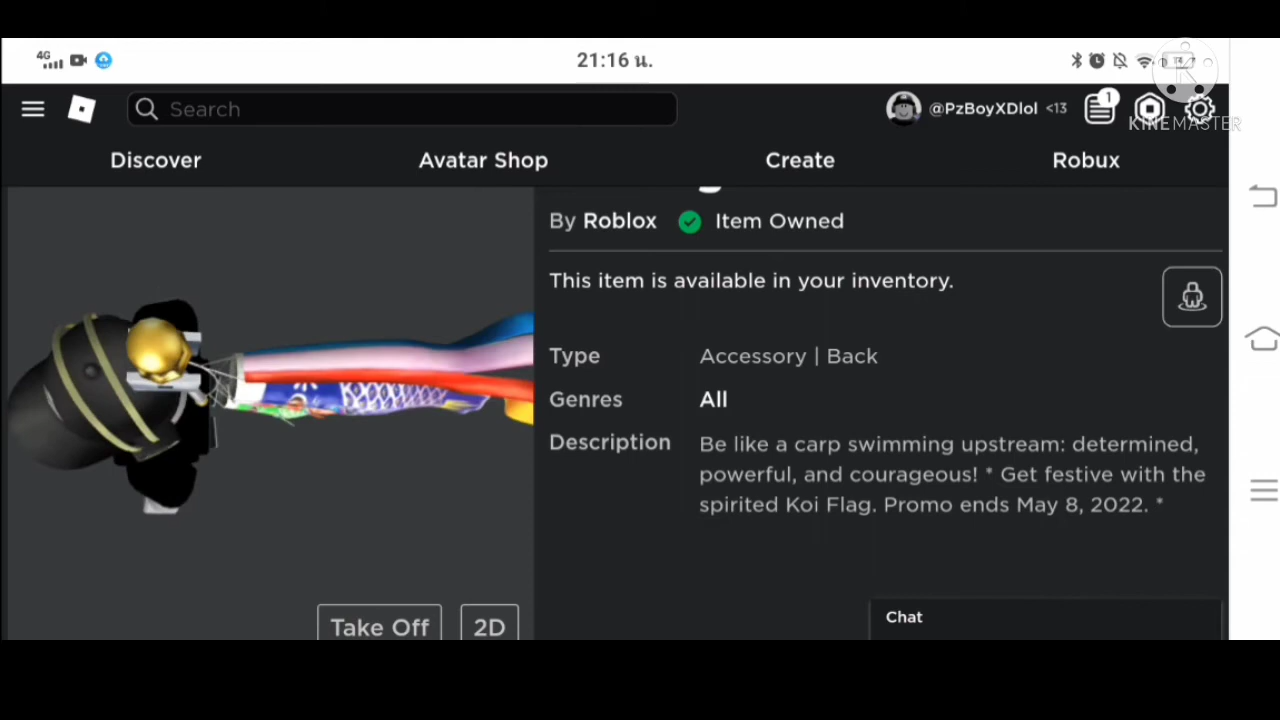 4G
21:16 น.
Search
@PzBoyXDlol <13
1
KINEMASTER
Discover
Avatar Shop
Create
Robux
By Roblox
Item Owned
This item is available in your inventory.
Type
Accessory | Back
Genres
All
Description
Be like a carp swimming upstream: determined,
powerful, and courageous! * Get festive with the
spirited Koi Flag. Promo ends May 8, 2022. *
Take Off
2D
Chat